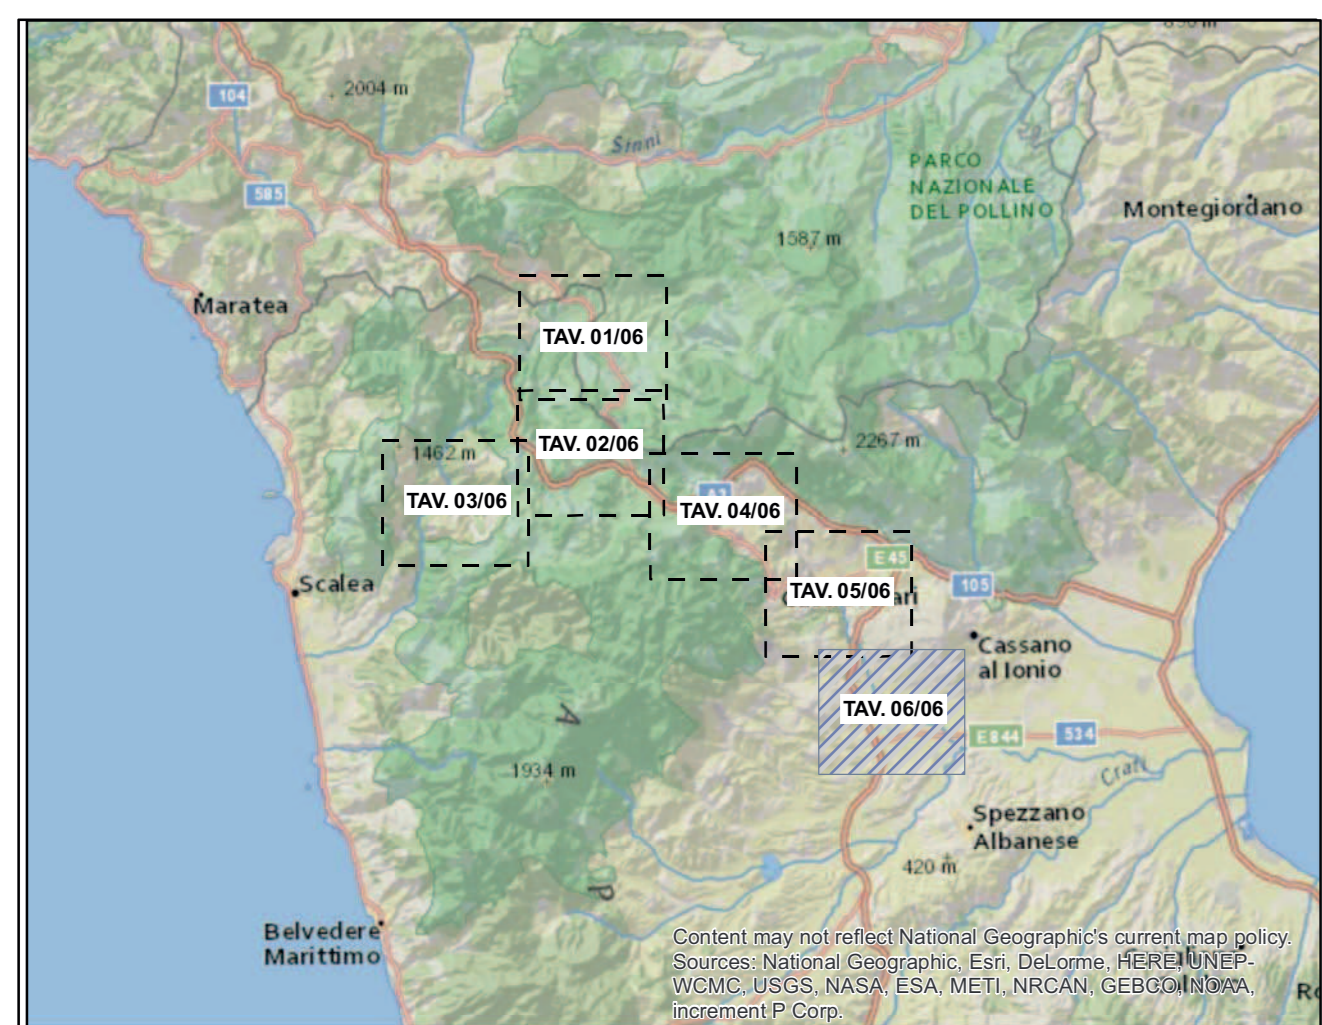 104
2004 m
Sinni
585
PARCO
NAZIONALE
DEL POLLINO
Montegiordano
1587 m
Maratea
TAV. 01/06
TAV. 02/06
1462 m
2267 m
TAV. 03/06
TAV. 04/06
E45
Scalea
TAV. 05/06
105
Cassano
al Ionio
TAV. 06/06
E844
534
A
1934 m
Crati
Spezzano
Albanese
420 m
P
Belvedere
Marittimo
Content may not reflect National Geographic's current map policy.
Sources: National Geographic, Esri, DeLorme, HERE, UNEP-
WCMC, USGS, NASA, ESA, METI, NRCAN, GEBCO, NOAA,
increment P Corp.